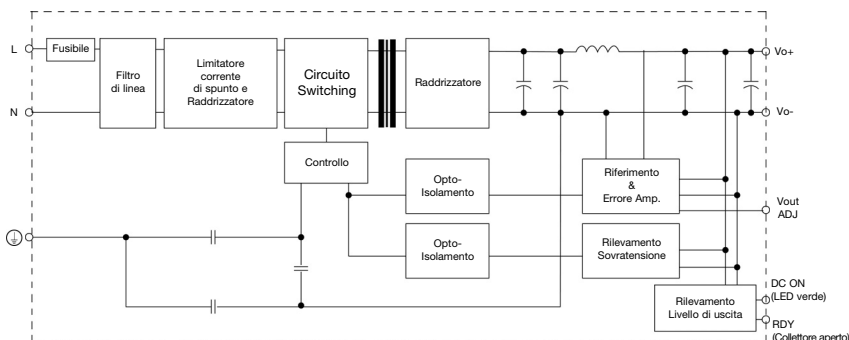 L
Fusibile
Filtro
di linea
Limitatore
corrente
di spunto e
Raddrizzatore
Circuito
Switching
Raddrizzatore
Vo+
N
Vo-
Controllo
Opto-
Isolamento
Riferimento
&
Errore Amp.
Vout
ADJ
Opto-
Isolamento
Rilevamento
Sovratensione
Rilevamento
Livello di uscita
DC ON
(LED verde)
RDY
(Collettore aperto)